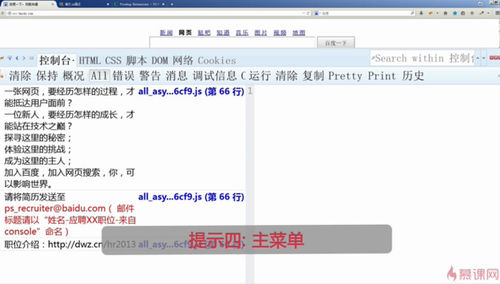 新闻 网页 贴吧 知道 音乐 图片 视频 地图
百度一下
控制台 HTML CSS 脚本 DOM 网络 Cookies
Search within 控制台
清除 保持 概况 All 错误 警告 消息 调试信息 C 运行 清除 复制 Pretty Print 历史
一张网页，要经历怎样的过程，才 all_asy...6cf9.js (第 66 行) 1
能抵达用户面前？
一位新人，要经历怎样的成长，才
能站在技术之巅？
探寻这里的秘密；
体验这里的挑战；
成为这里的主人；
加入百度，加入网页搜索，你，可
以影响世界。
请将简历发送至 all_asy...6cf9.js (第 66 行)
ps_recruiter@baidu.com（ 邮件
标题请以“姓名-应聘XX职位-来自
console”命名）
职位介绍：http://dwz.cn/hr2013 all_asy...6cf9.js (第 66 行)
提示四: 主菜单
慕课网